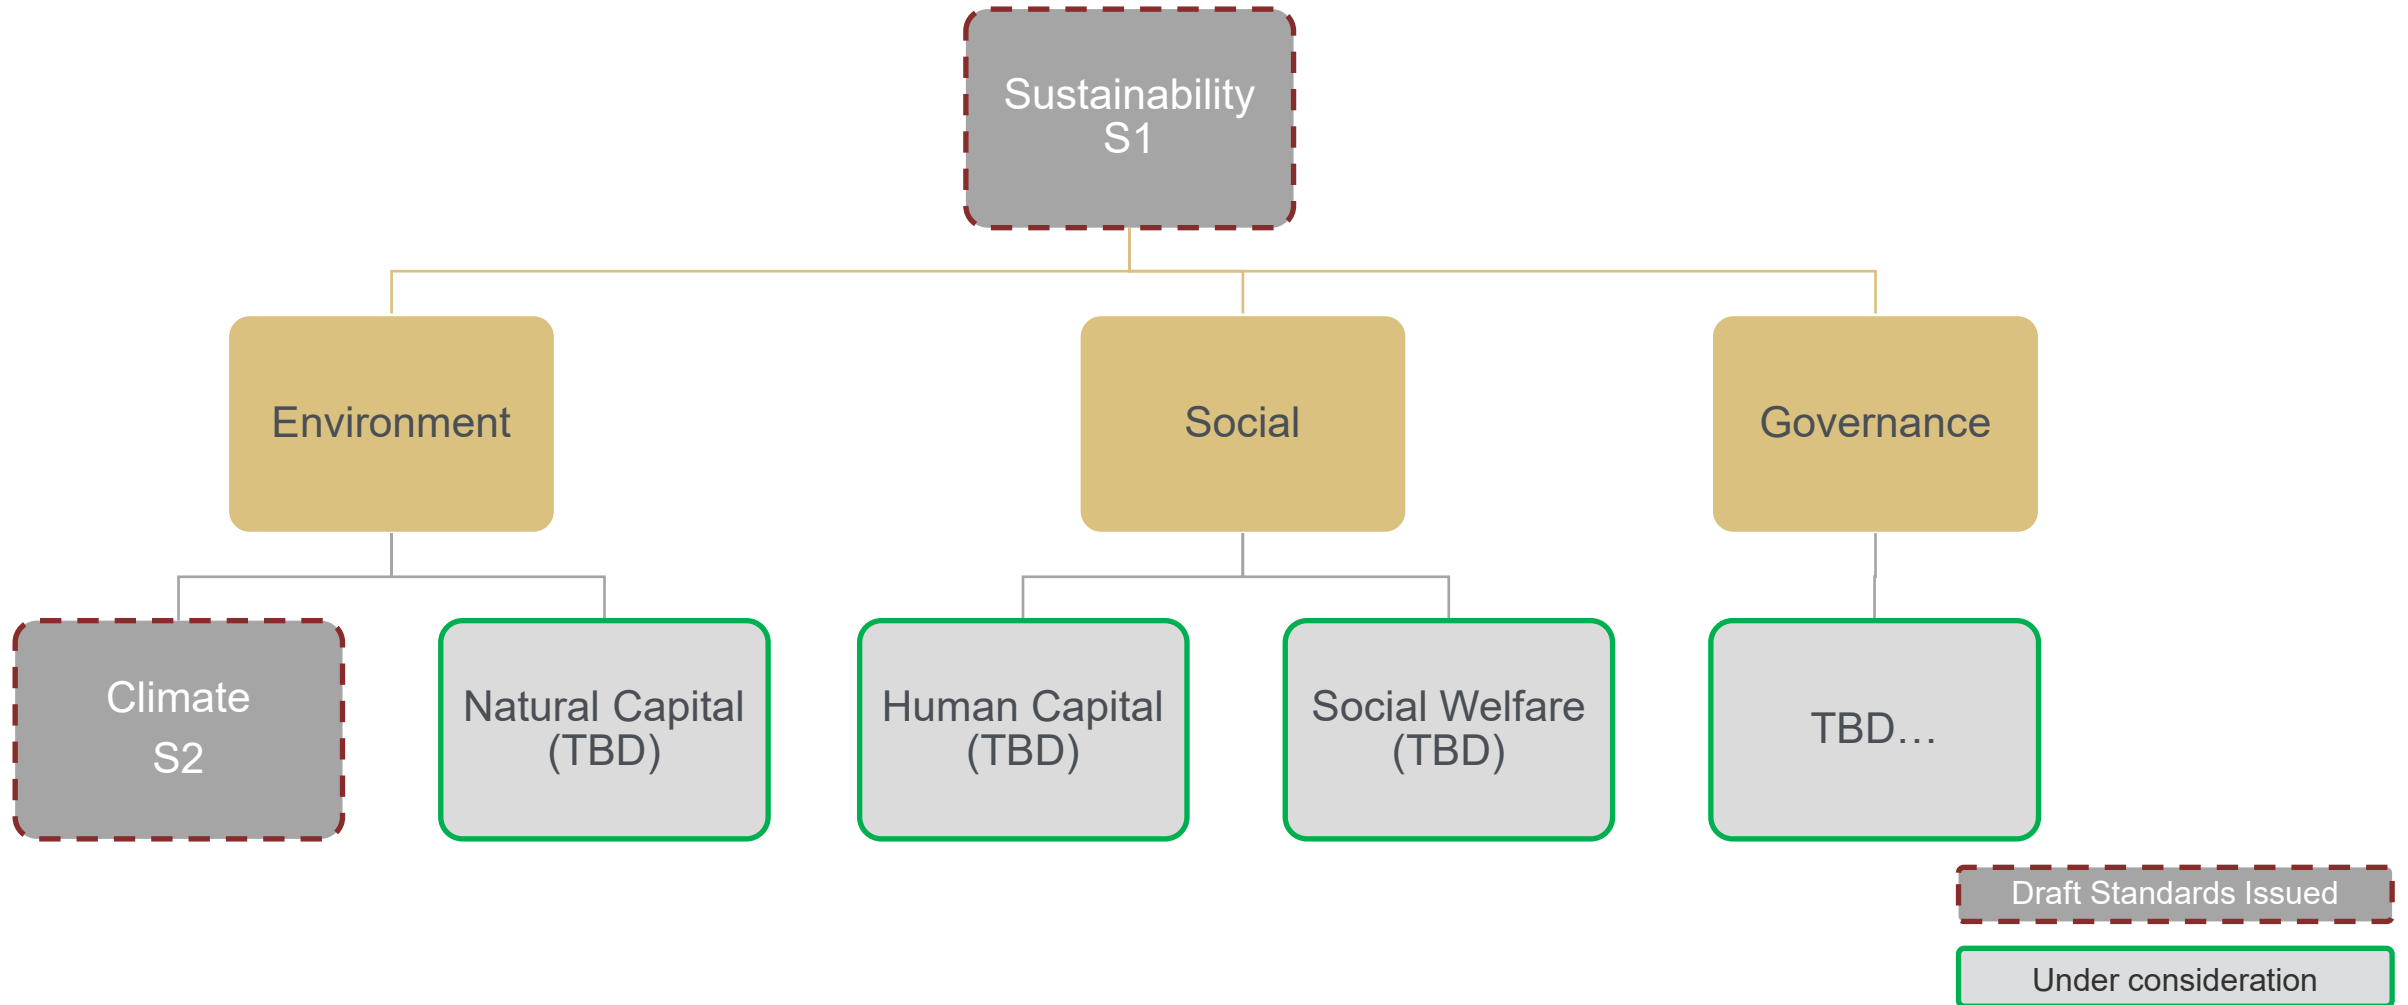 Sustainability
S1
Environment
Social
Governance
Climate
S2
Natural Capital
(TBD)
Human Capital
(TBD)
Social Welfare
(TBD)
TBD…
Draft Standards Issued
Under consideration